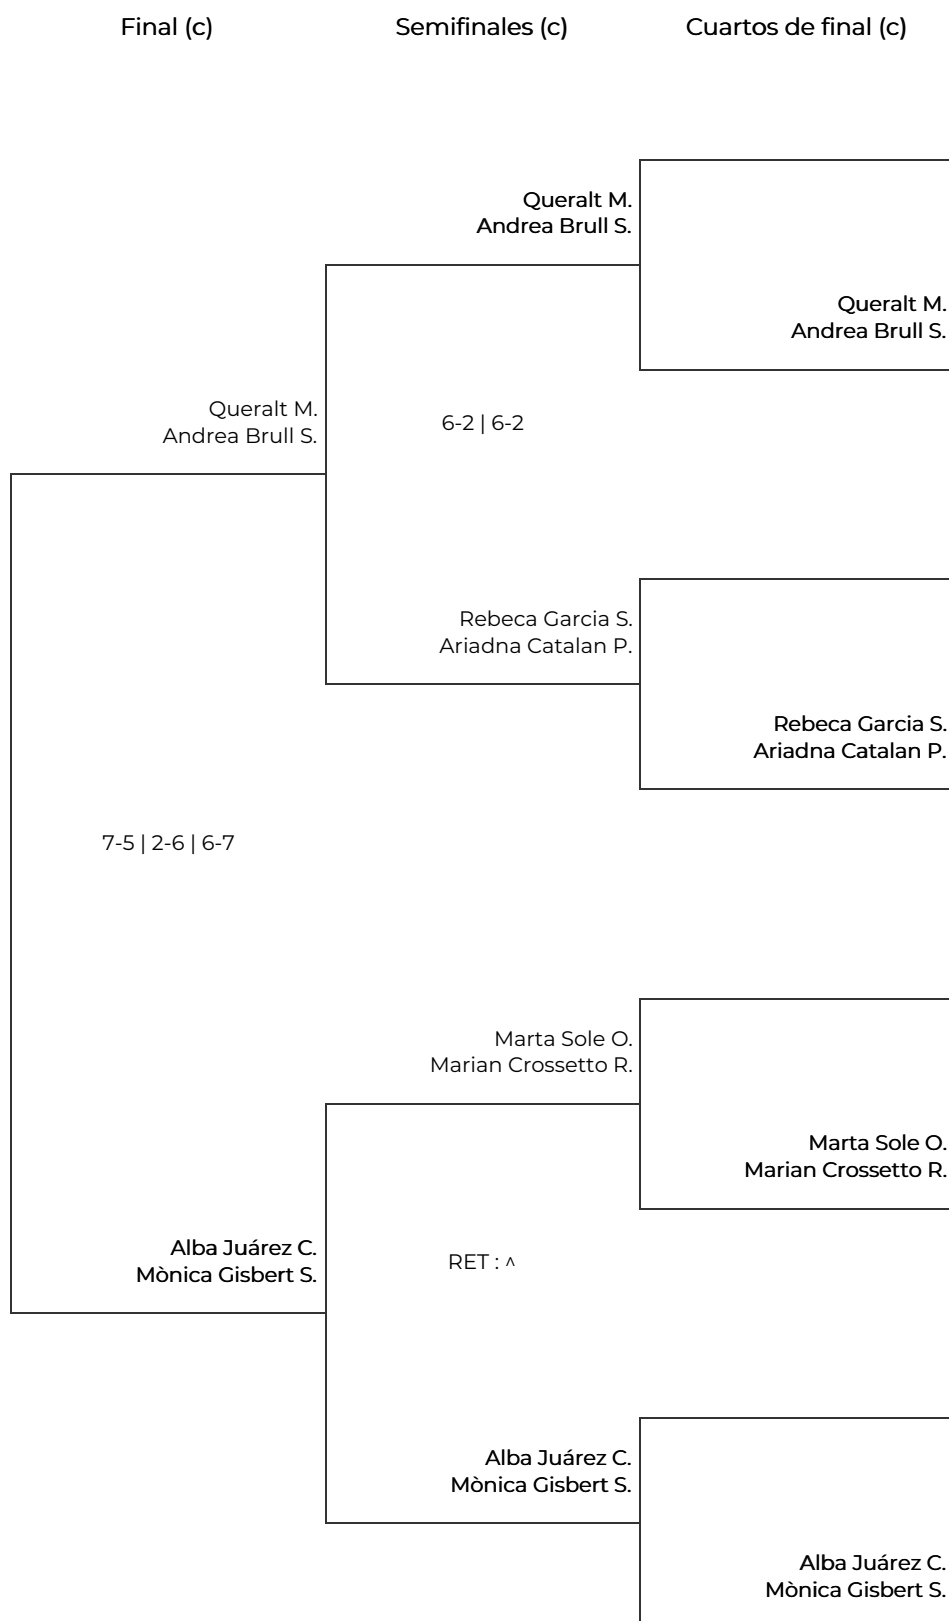 Final (c)
Semifinales (c)
Cuartos de final (c)
Queralt M.
Andrea Brull S.
Queralt M.
Andrea Brull S.
Queralt M.
Andrea Brull S.
6-2 | 6-2
Rebeca Garcia S.
Ariadna Catalan P.
Rebeca Garcia S.
Ariadna Catalan P.
7-5 | 2-6 | 6-7
Marta Sole O.
Marian Crossetto R.
Marta Sole O.
Marian Crossetto R.
Alba Juárez C.
Mònica Gisbert S.
RET : ^
Alba Juárez C.
Mònica Gisbert S.
Alba Juárez C.
Mònica Gisbert S.